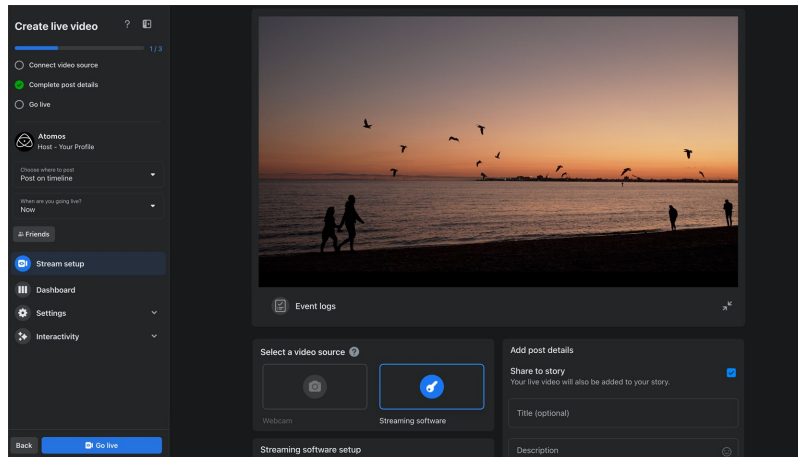 Create live video
?
1 / 3
Connect video source
Complete post details
Go live
Atomos
Host - Your Profile
Choose where to post
Post on timeline
When are you going live?
Now
Friends
Stream setup
Dashboard
Settings
Interactivity
Back
Go live
Event logs
Select a video source ?
Webcam
Streaming software
Streaming software setup
Add post details
Share to story
Your live video will also be added to your story.
Title (optional)
Description